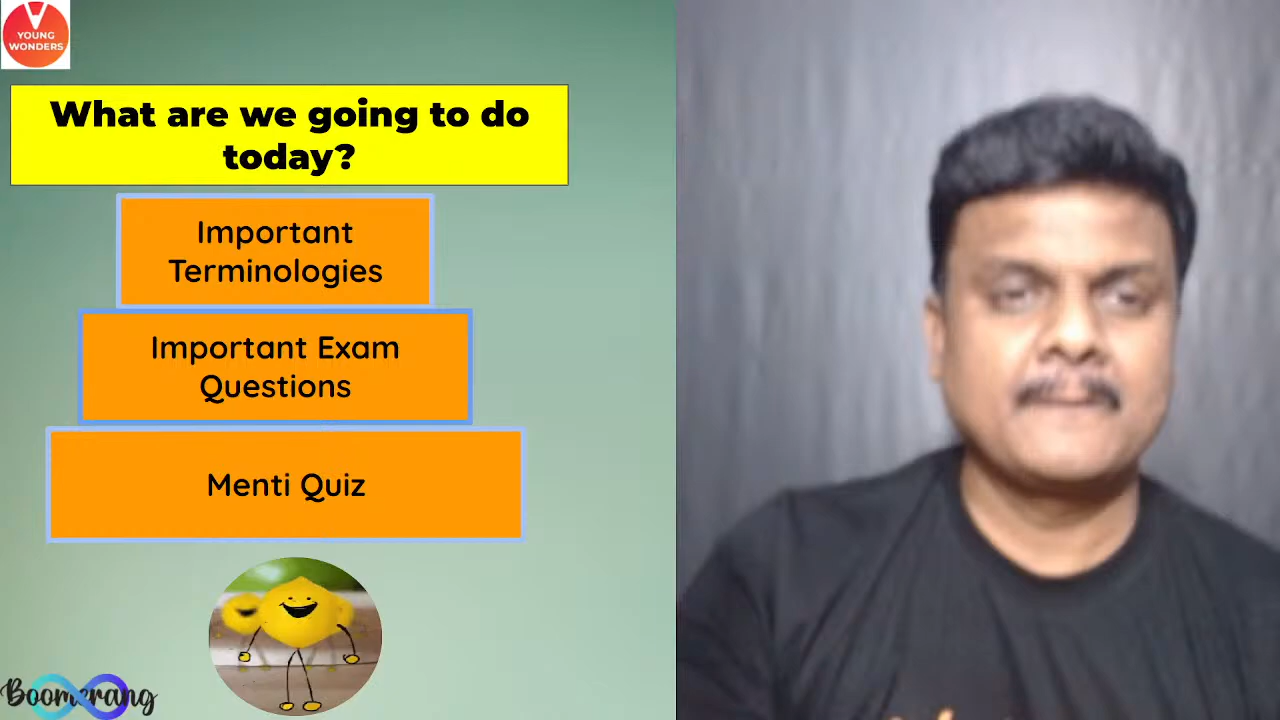 YOUNG
WONDERS
What are we going to do
today?
Important
Terminologies
Important Exam
Questions
Menti Quiz
Boomerang